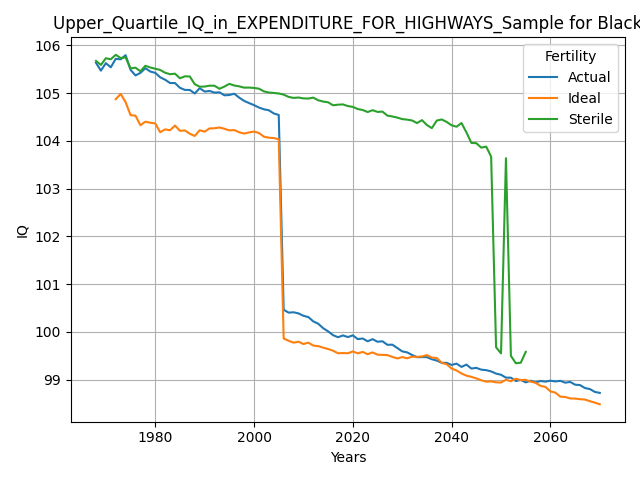 Upper_Quartile_IQ_in_EXPENDITURE_FOR_HIGHWAYS_Sample for Black
106
105
104
103
102
101
100
99
IQ
Fertility
Actual
Ideal
Sterile
1980
2000
2020
2040
2060
Years